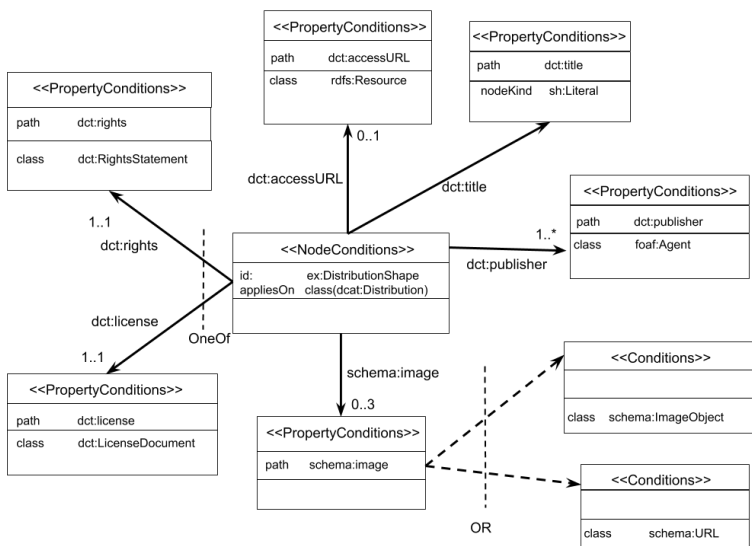 <<PropertyConditions>>
path dct:accessURL
class rdfs:Resource
<<PropertyConditions>>
path dct:title
nodeKind sh:Literal
<<PropertyConditions>>
path dct:rights
class dct:RightsStatement
0..1
dct:accessURL
dct:title
<<PropertyConditions>>
path dct:publisher
class foaf:Agent
1..1
dct:rights
1..*
dct:publisher
<<NodeConditions>>
id: ex:DistributionShape
appliesOn class(dcat:Distribution)
dct:license
OneOf
1..1
<<PropertyConditions>>
path dct:license
class dct:LicenseDocument
schema:image
0..3
<<PropertyConditions>>
path schema:image
<<Conditions>>
class schema:ImageObject
OR
<<Conditions>>
class schema:URL